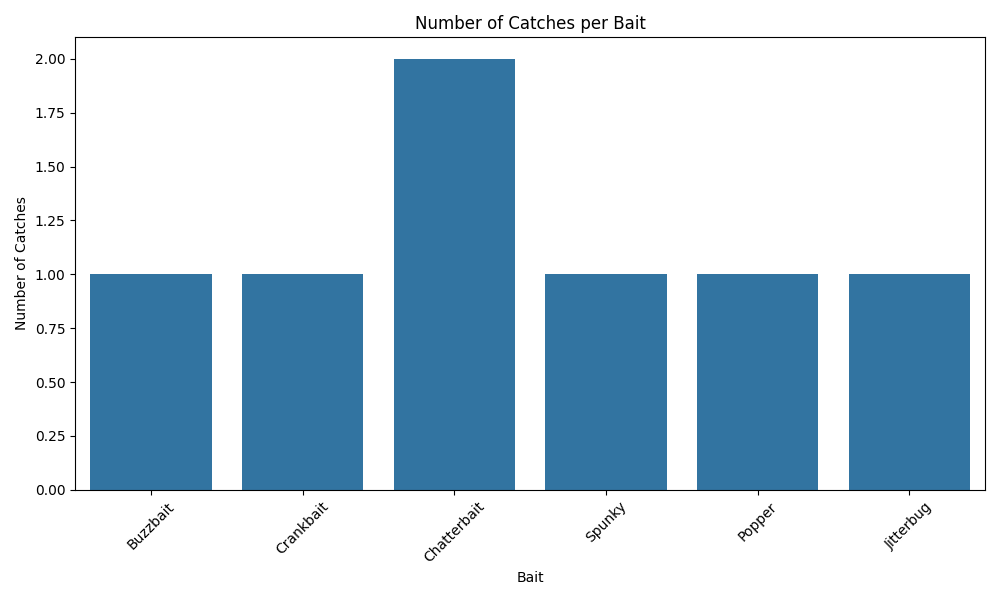 Number of Catches per Bait
Number of Catches
2.00
1.75
1.50
1.25
1.00
0.75
0.50
0.25
0.00
Buzzbait
Crankbait
Chatterbait
Spunky
Popper
Jitterbug
Bait